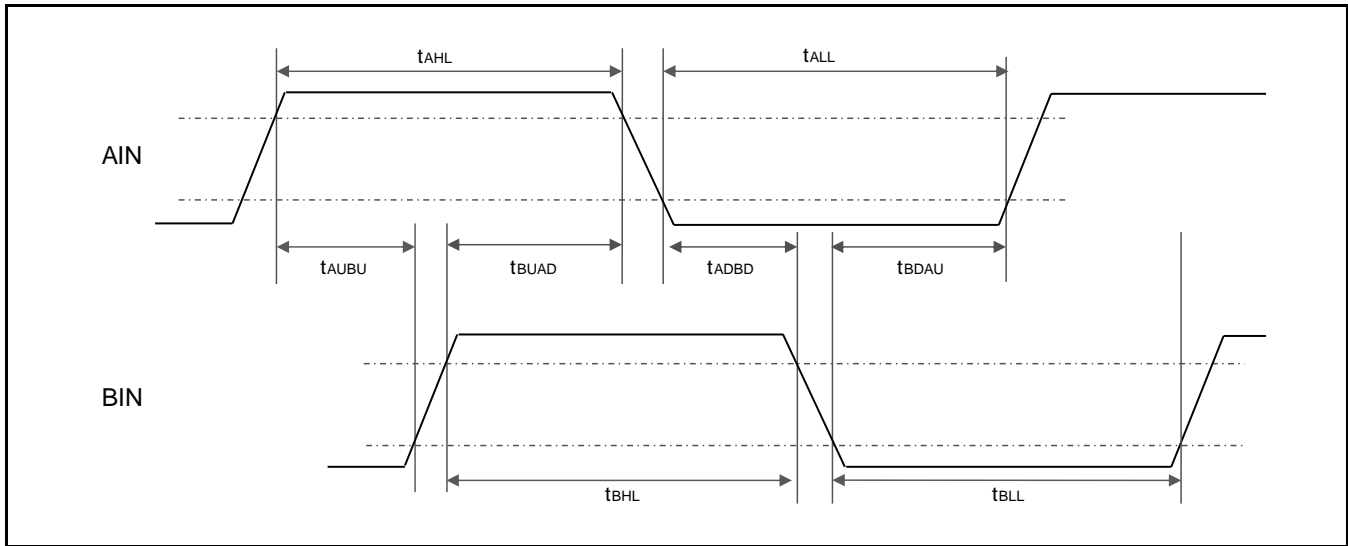 tAHL
tALL
AIN
tAUBU
tBUAD
tADBD
tBDAU
BIN
tBHL
tBLL